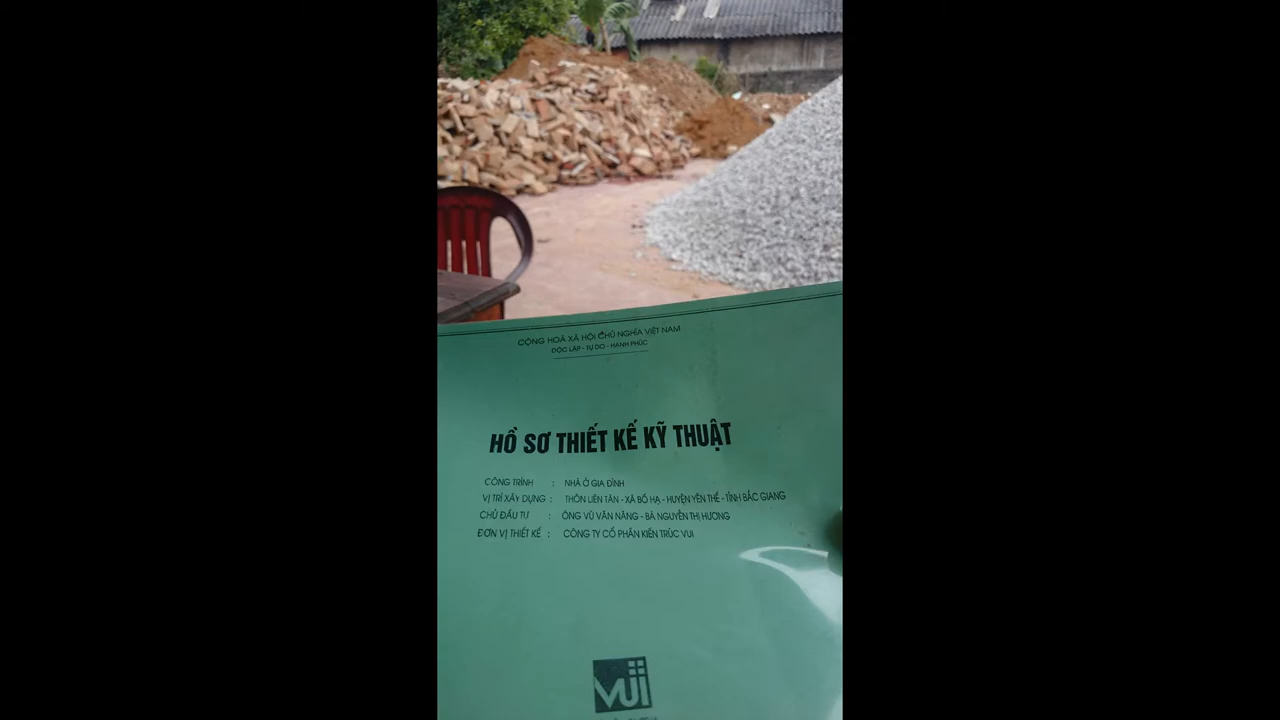 CỘNG HOÀ XÃ HỘI CHỦ NGHĨA VIỆT NAM
ĐỘC LẬP - TỰ DO - HẠNH PHÚC
HỒ SƠ THIẾT KẾ KỸ THUẬT
CÔNG TRÌNH : NHÀ Ở GIA ĐÌNH
VỊ TRÍ XÂY DỰNG : THÔN LIÊN TÂN - XÃ BỐ HẠ - HUYỆN YÊN THẾ - TỈNH BẮC GIANG
CHỦ ĐẦU TƯ : ÔNG VŨ VĂN NĂNG - BÀ NGUYỄN THỊ HƯƠNG
ĐƠN VỊ THIẾT KẾ : CÔNG TY CỔ PHẦN KIẾN TRÚC VUI
VUI